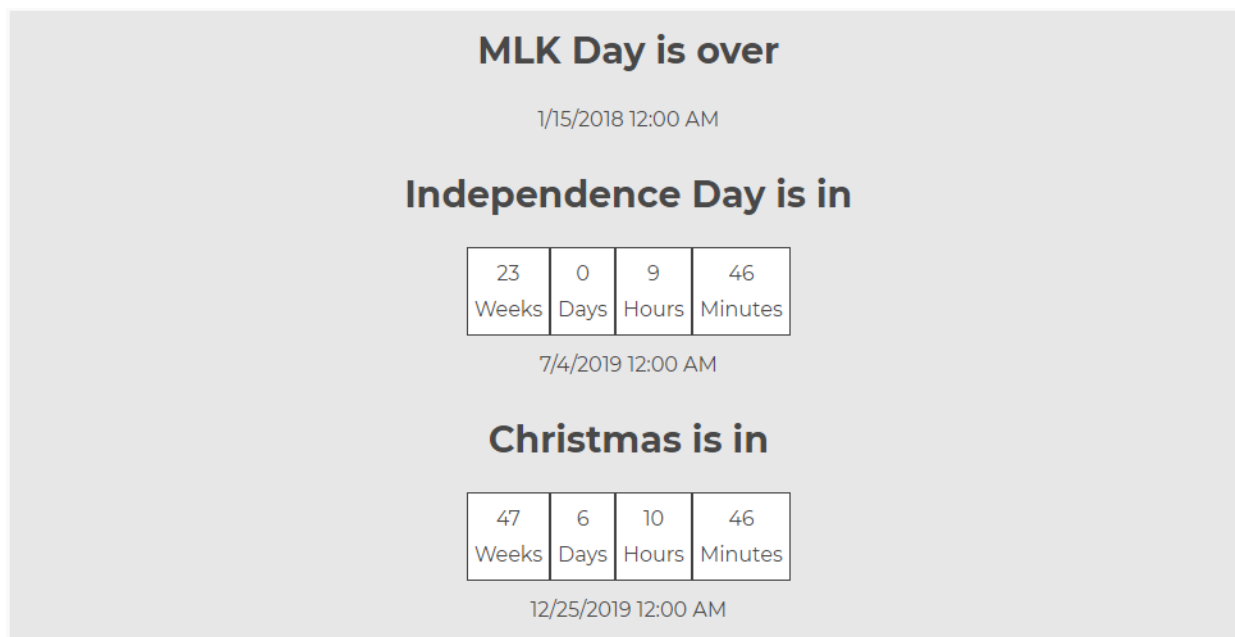 MLK Day is over
1/15/2018 12:00 AM
Independence Day is in
23 0 9 46
Weeks Days Hours Minutes
7/4/2019 12:00 AM
Christmas is in
47 6 10 46
Weeks Days Hours Minutes
12/25/2019 12:00 AM